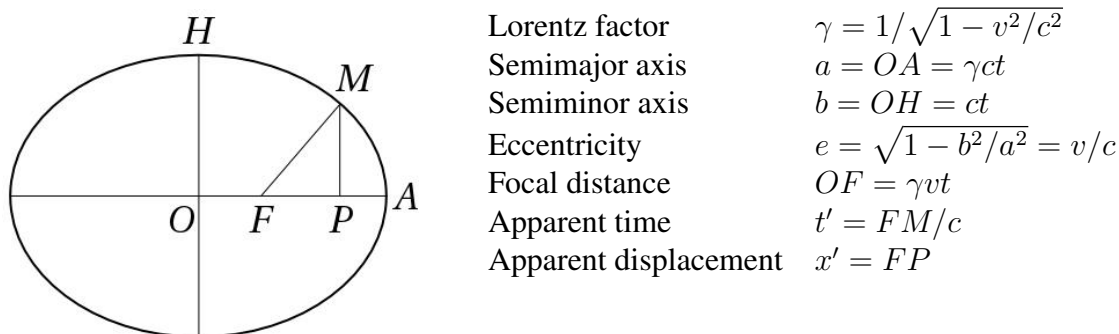 H
M
O F P A
Lorentz factor γ = 1/√(1 − v²/c²)
Semimajor axis a = OA = γct
Semiminor axis b = OH = ct
Eccentricity e = √(1 − b²/a²) = v/c
Focal distance OF = γvt
Apparent time t′ = FM/c
Apparent displacement x′ = FP